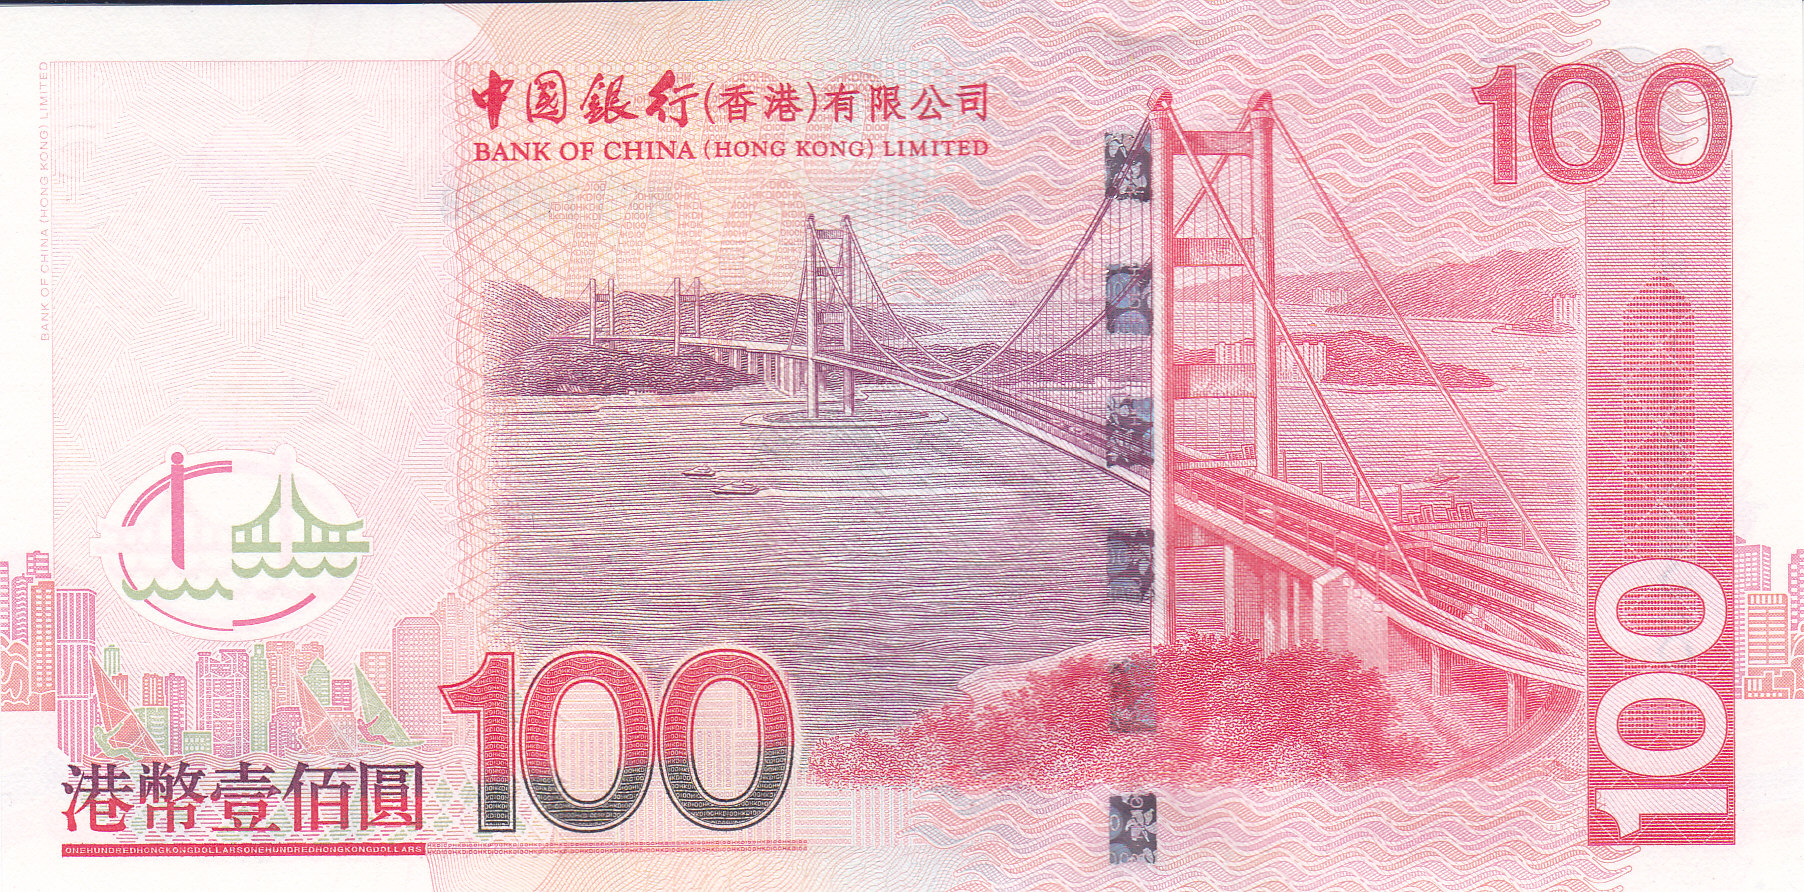 中國銀行(香港)有限公司
BANK OF CHINA (HONG KONG) LIMITED
100
BANK OF CHINA (HONG KONG) LIMITED
港幣壹佰圓
100
100
ONEHUNDREDHONGKONGDOLLARSONEHUNDREDHONGKONGDOLLARS